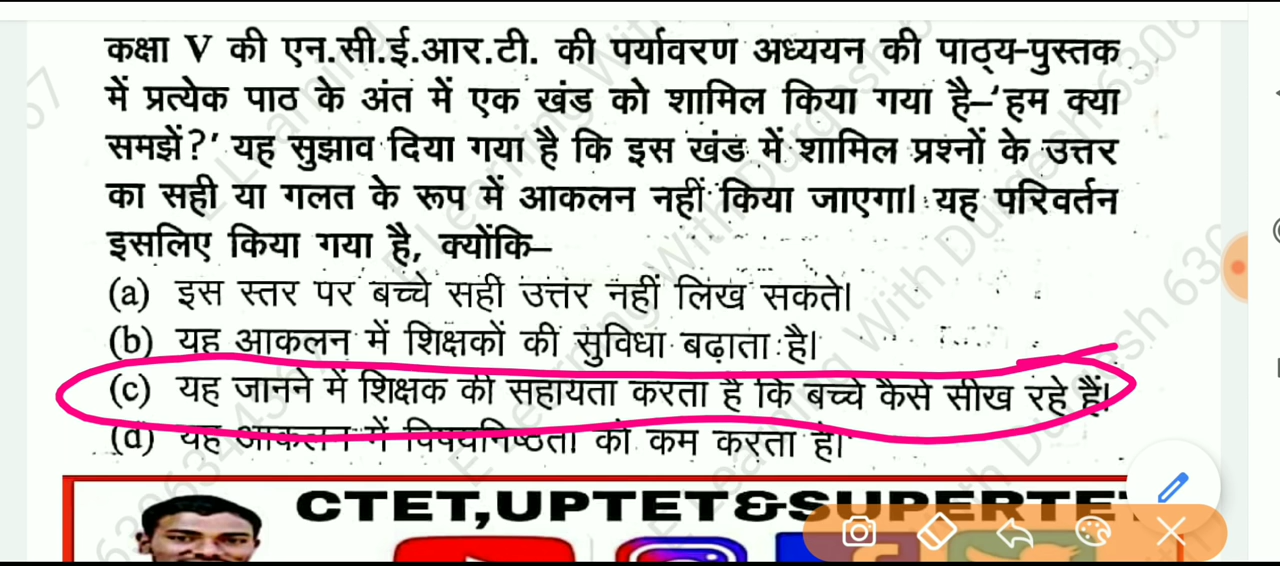 कक्षा V की एन.सी.ई.आर.टी. की पर्यावरण अध्ययन की पाठ्य-पुस्तक
में प्रत्येक पाठ के अंत में एक खंड को शामिल किया गया है–'हम क्या
समझें?' यह सुझाव दिया गया है कि इस खंड में शामिल प्रश्नों के उत्तर
का सही या गलत के रूप में आकलन नहीं किया जाएगा। यह परिवर्तन
इसलिए किया गया है, क्योंकि–
(a) इस स्तर पर बच्चे सही उत्तर नहीं लिख सकते।
(b) यह आकलन में शिक्षकों की सुविधा बढ़ाता है।
(c) यह जानने में शिक्षक की सहायता करता है कि बच्चे कैसे सीख रहे हैं।
(d) यह आकलन में विषयनिष्ठता को कम करता है।
CTET,UPTET&SUPERTET